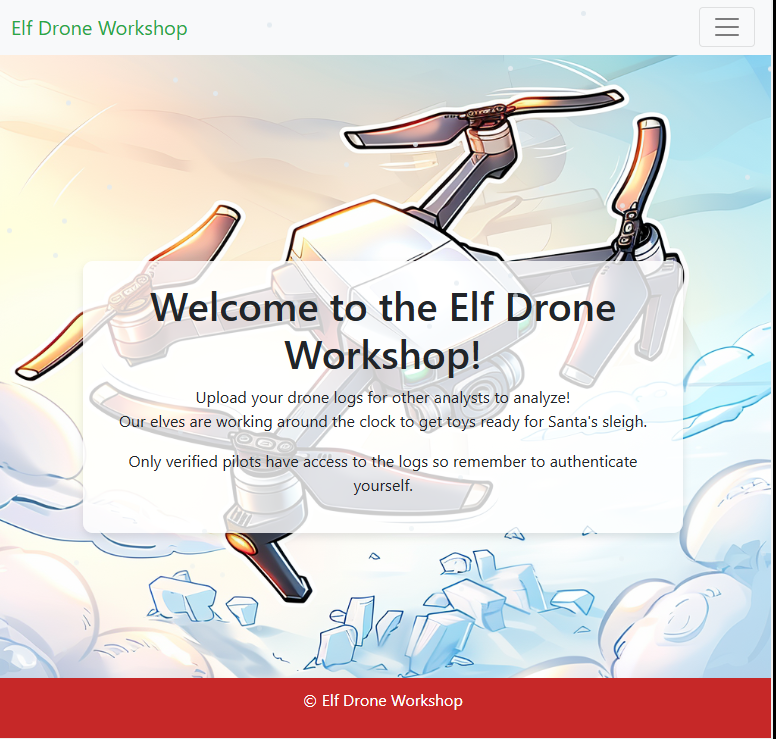 Elf Drone Workshop
Welcome to the Elf Drone
Workshop!
Upload your drone logs for other analysts to analyze!
Our elves are working around the clock to get toys ready for Santa's sleigh.
Only verified pilots have access to the logs so remember to authenticate
yourself.
© Elf Drone Workshop